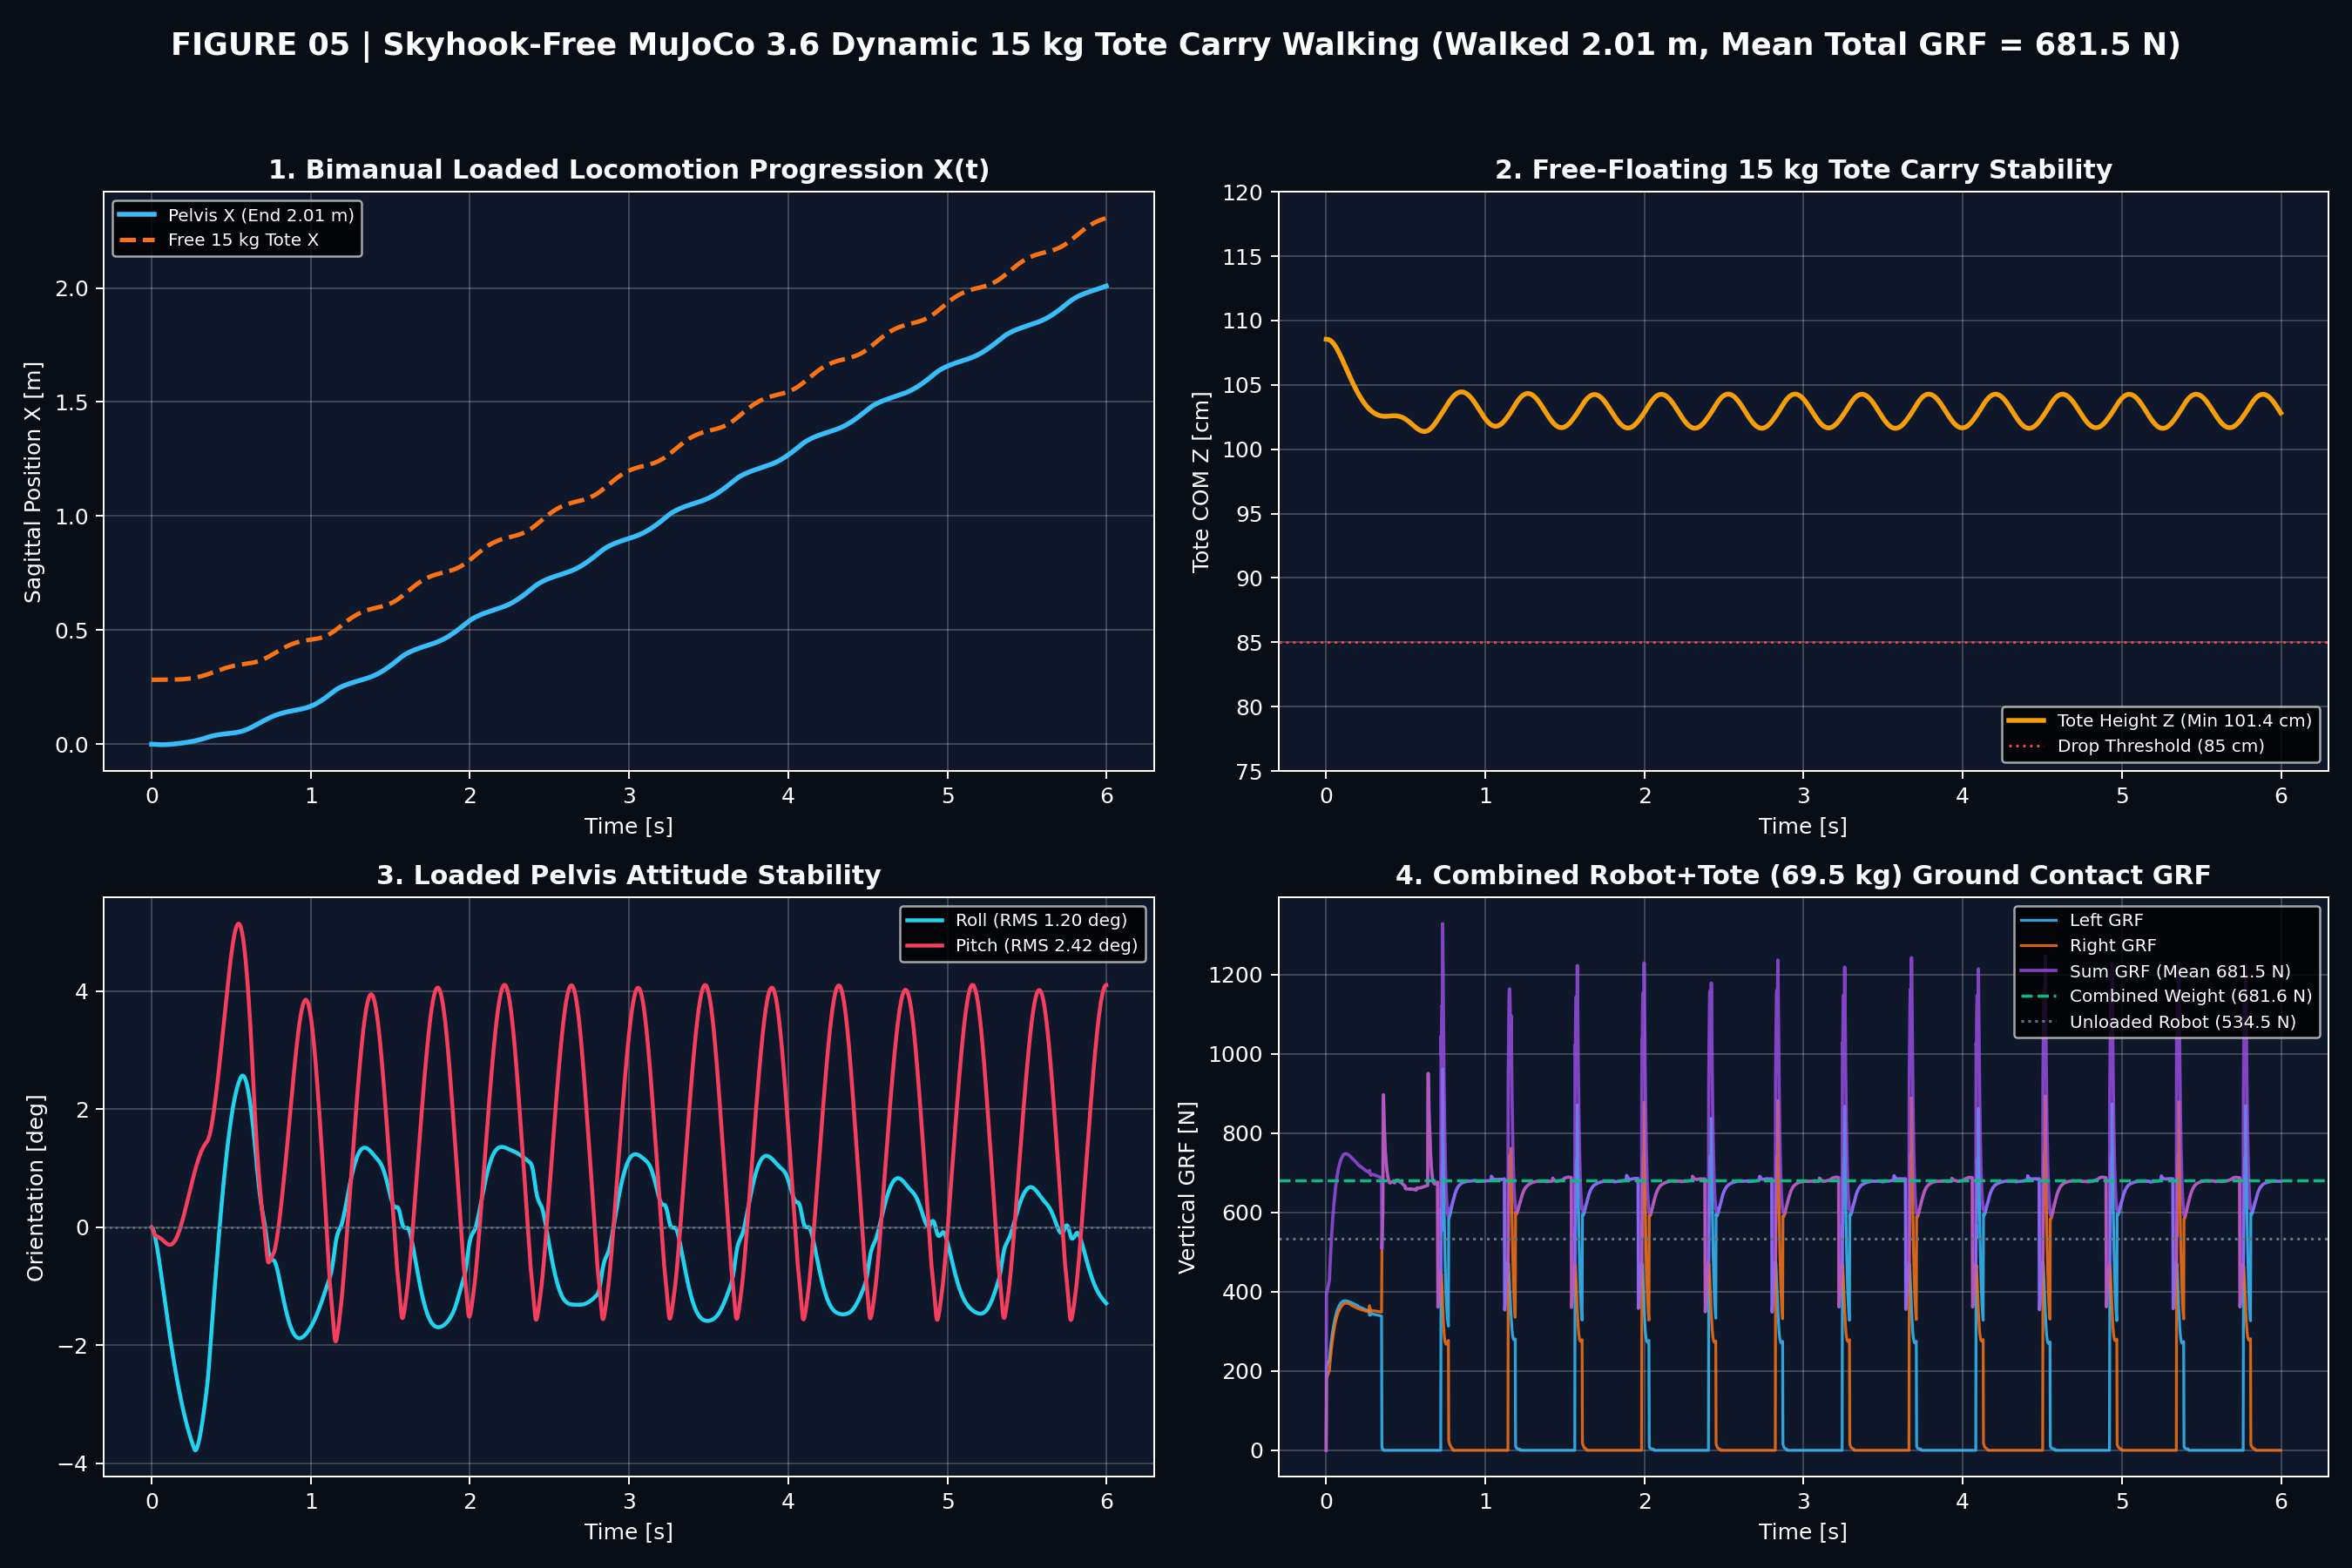 FIGURE 05 | Skyhook-Free MuJoCo 3.6 Dynamic 15 kg Tote Carry Walking (Walked 2.01 m, Mean Total GRF = 681.5 N)
1. Bimanual Loaded Locomotion Progression X(t)
Pelvis X (End 2.01 m)
Free 15 kg Tote X
Sagittal Position X [m]
2.0
1.5
1.0
0.5
0.0
0 1 2 3 4 5 6
Time [s]
2. Free-Floating 15 kg Tote Carry Stability
Tote COM Z [cm]
120
115
110
105
100
95
90
85
80
75
Tote Height Z (Min 101.4 cm)
Drop Threshold (85 cm)
0 1 2 3 4 5 6
Time [s]
3. Loaded Pelvis Attitude Stability
Roll (RMS 1.20 deg)
Pitch (RMS 2.42 deg)
Orientation [deg]
4
2
0
−2
−4
0 1 2 3 4 5 6
Time [s]
4. Combined Robot+Tote (69.5 kg) Ground Contact GRF
Left GRF
Right GRF
Sum GRF (Mean 681.5 N)
Combined Weight (681.6 N)
Unloaded Robot (534.5 N)
Vertical GRF [N]
1200
1000
800
600
400
200
0
0 1 2 3 4 5 6
Time [s]